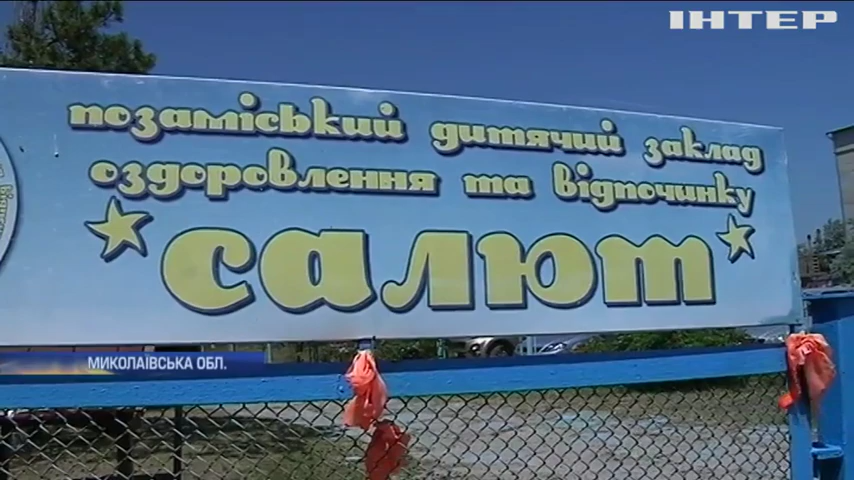 ІНТЕР
позаміський дитячий заклад
оздоровлення та відпочинку
салют
МИКОЛАЇВСЬКА ОБЛ.